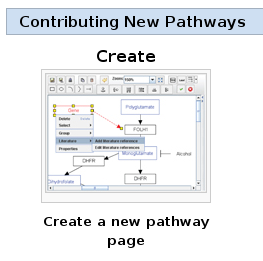 Contributing New Pathways
Create
Zoom: 100%
Gene
Polyglutamate
Delete
Select
Group
Literature
Add literature reference
Edit literature references
Properties
FOLH1
Monoglutamate
Alcohol
DHFR
Dihydrofolate
DHFR
Create a new pathway
page